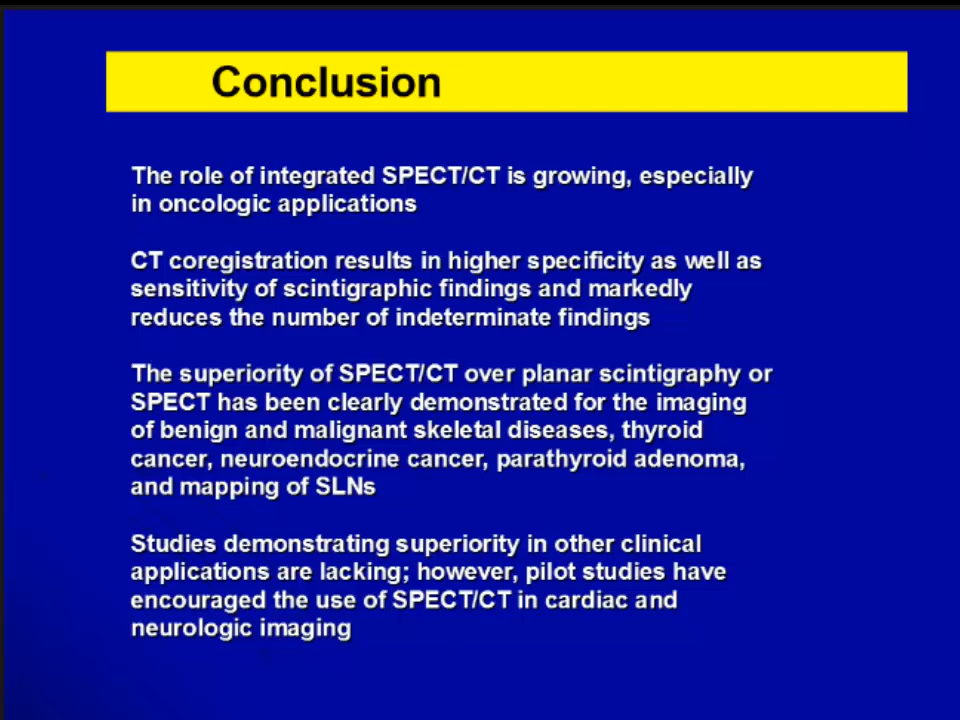 Conclusion
The role of integrated SPECT/CT is growing, especially
in oncologic applications
CT coregistration results in higher specificity as well as
sensitivity of scintigraphic findings and markedly
reduces the number of indeterminate findings
The superiority of SPECT/CT over planar scintigraphy or
SPECT has been clearly demonstrated for the imaging
of benign and malignant skeletal diseases, thyroid
cancer, neuroendocrine cancer, parathyroid adenoma,
and mapping of SLNs
Studies demonstrating superiority in other clinical
applications are lacking; however, pilot studies have
encouraged the use of SPECT/CT in cardiac and
neurologic imaging